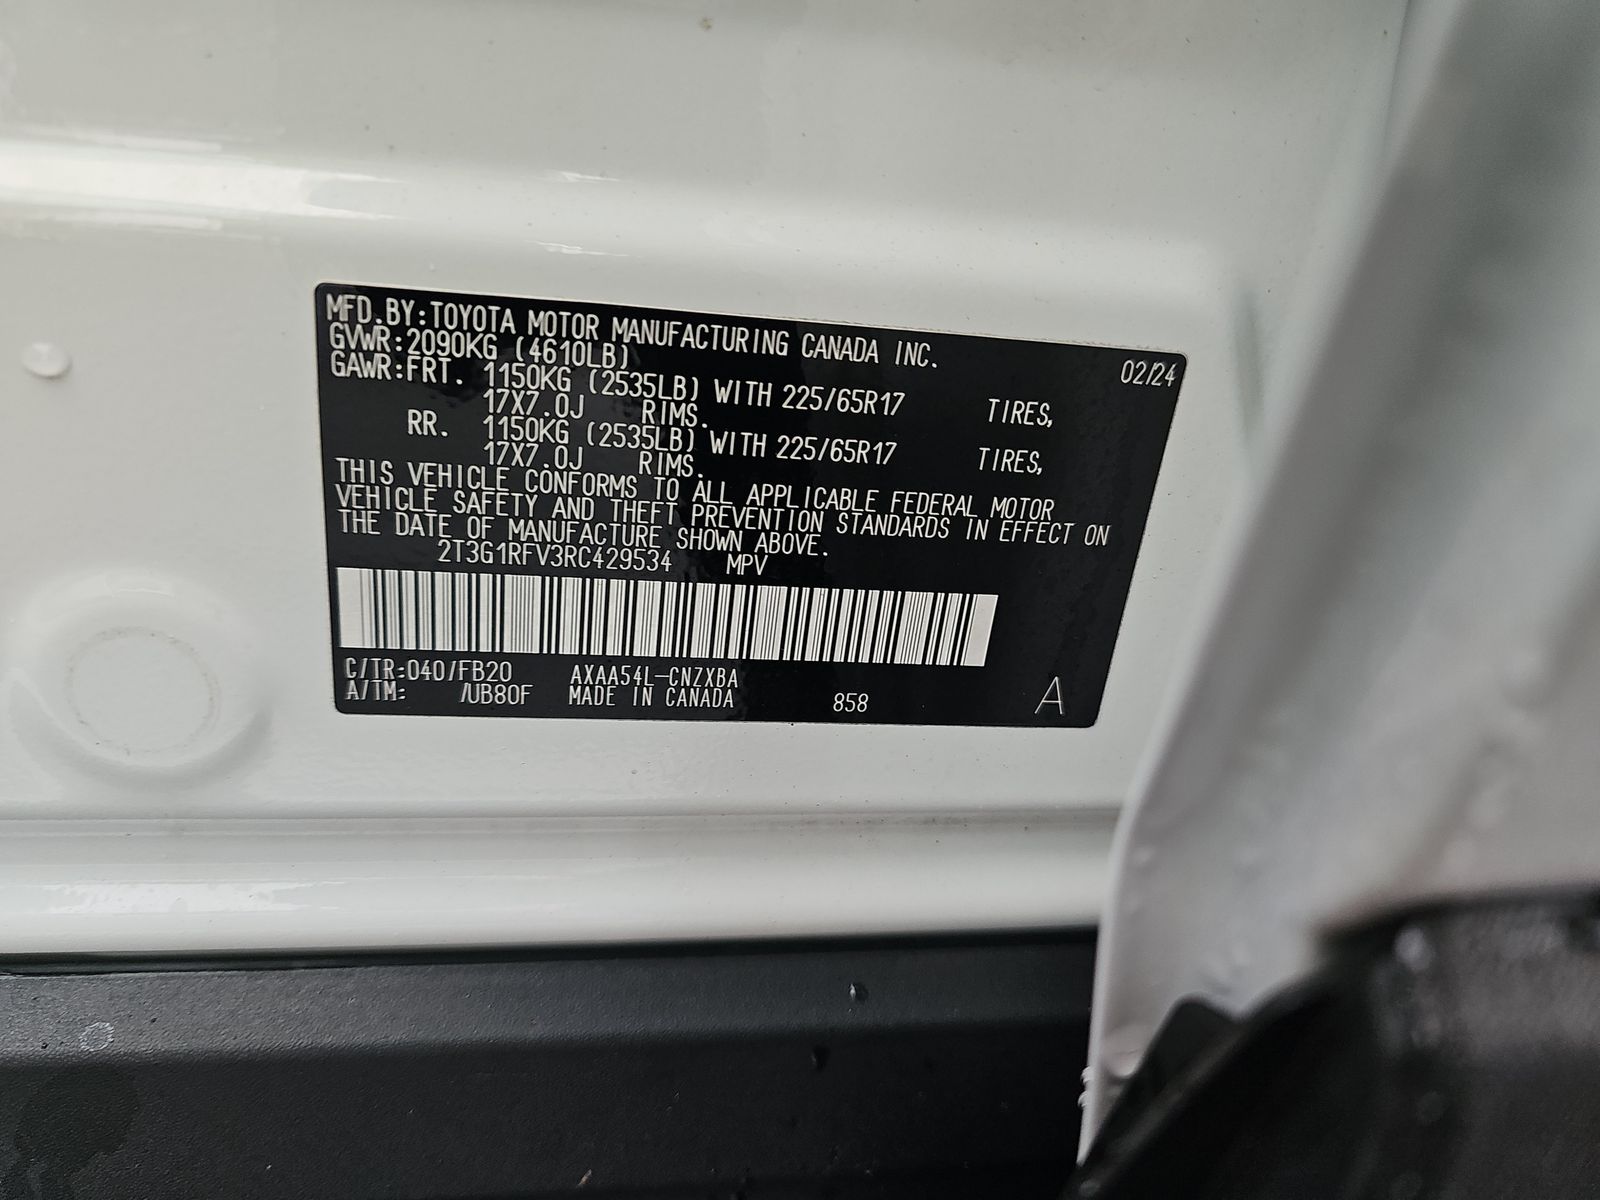 MFD.BY:TOYOTA MOTOR MANUFACTURING CANADA INC. 02/24
GVWR:2090KG (4610LB)
GAWR:FRT. 1150KG (2535LB) WITH 225/65R17 TIRES,
17X7.0J RIMS.
RR. 1150KG (2535LB) WITH 225/65R17 TIRES,
17X7.0J RIMS.
THIS VEHICLE CONFORMS TO ALL APPLICABLE FEDERAL MOTOR
VEHICLE SAFETY AND THEFT PREVENTION STANDARDS IN EFFECT ON
THE DATE OF MANUFACTURE SHOWN ABOVE.
2T3G1RFV3RC429534 MPV
C/TR:040/FB20 AXAA54L-CNZXBA
A/TM: /UB80F MADE IN CANADA 858 A